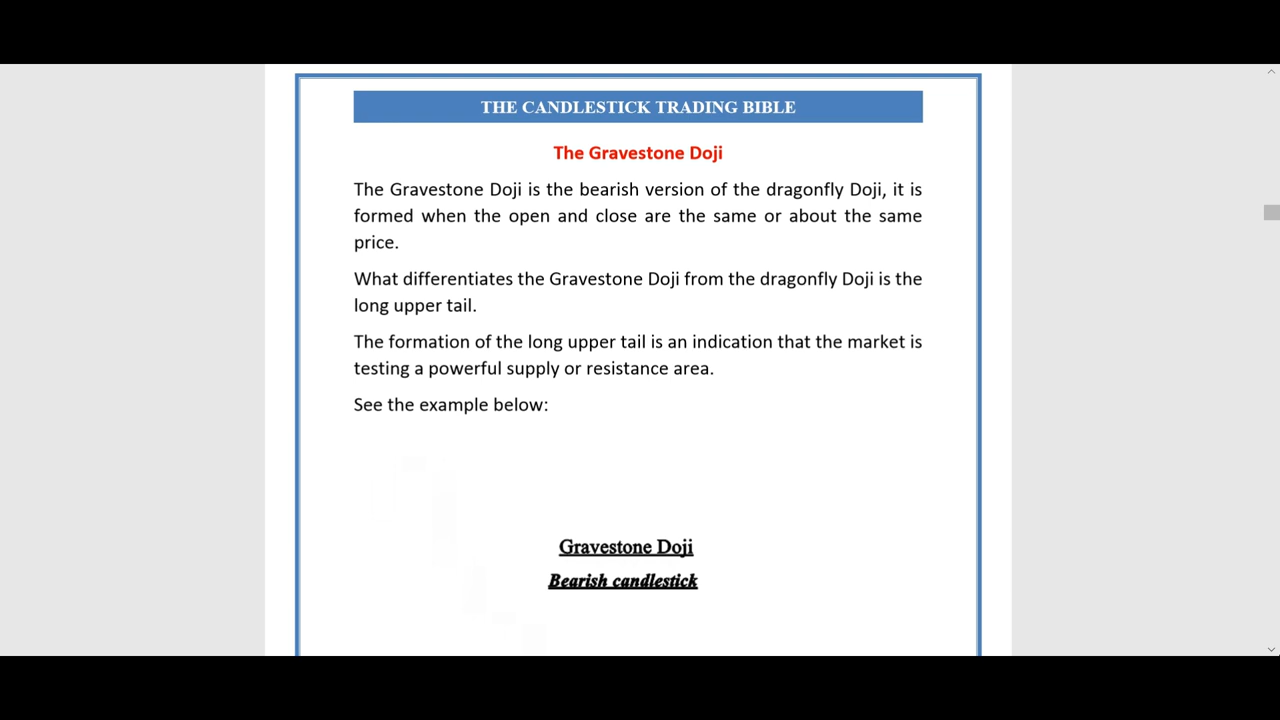 THE CANDLESTICK TRADING BIBLE
The Gravestone Doji
The Gravestone Doji is the bearish version of the dragonfly Doji, it is
formed when the open and close are the same or about the same
price.
What differentiates the Gravestone Doji from the dragonfly Doji is the
long upper tail.
The formation of the long upper tail is an indication that the market is
testing a powerful supply or resistance area.
See the example below:
Gravestone Doji
Bearish candlestick